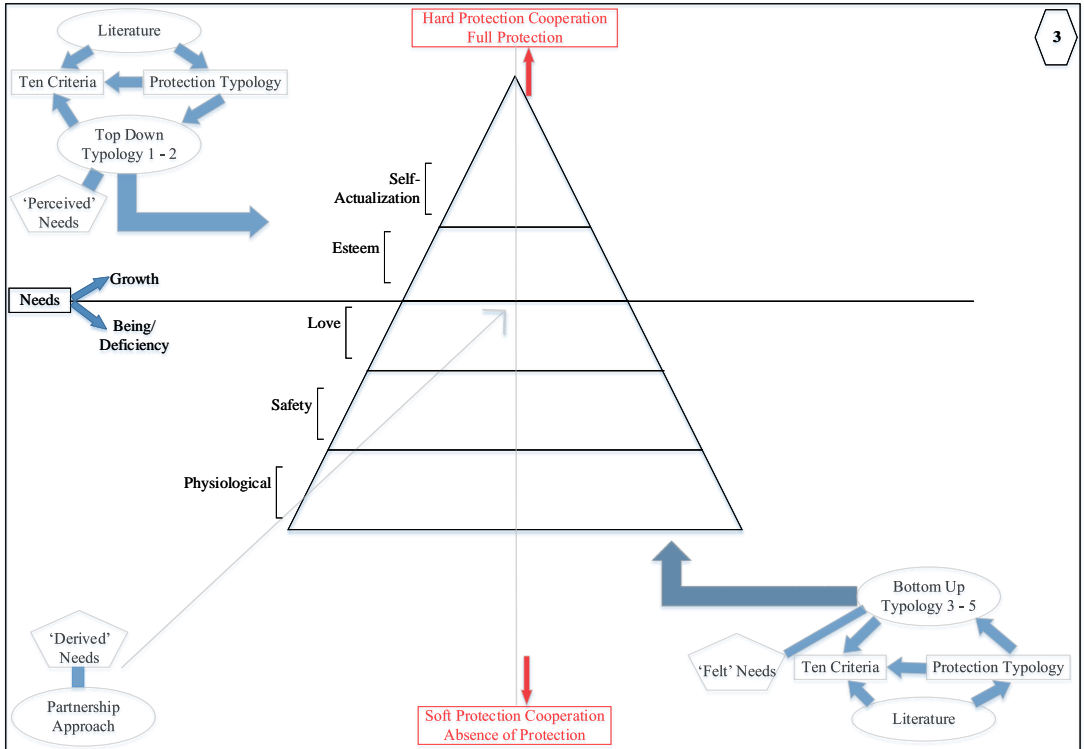 Hard Protection Cooperation
Full Protection
3
Literature
Ten Criteria
Protection Typology
Top Down
Typology 1 - 2
‘Perceived’
Needs
Self-
Actualization
Esteem
Needs
Growth
Being/
Deficiency
Love
Safety
Physiological
‘Derived’
Needs
Partnership
Approach
Bottom Up
Typology 3 - 5
‘Felt’ Needs
Ten Criteria
Protection Typology
Literature
Soft Protection Cooperation
Absence of Protection